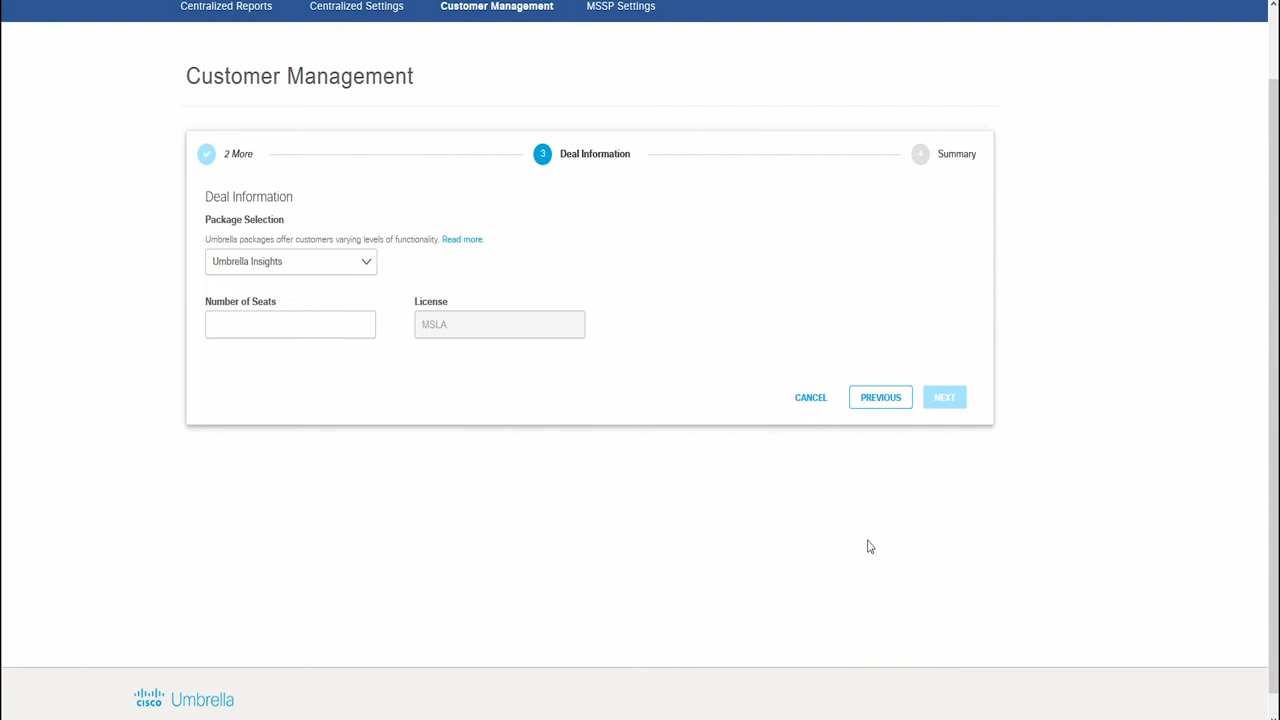 Centralized Reports Centralized Settings Customer Management MSSP Settings
Customer Management
2 More 3 Deal Information 4 Summary
Deal Information
Package Selection
Umbrella packages offer customers varying levels of functionality. Read more.
Umbrella Insights
Number of Seats License
MSLA
CANCEL PREVIOUS NEXT
CISCO Umbrella